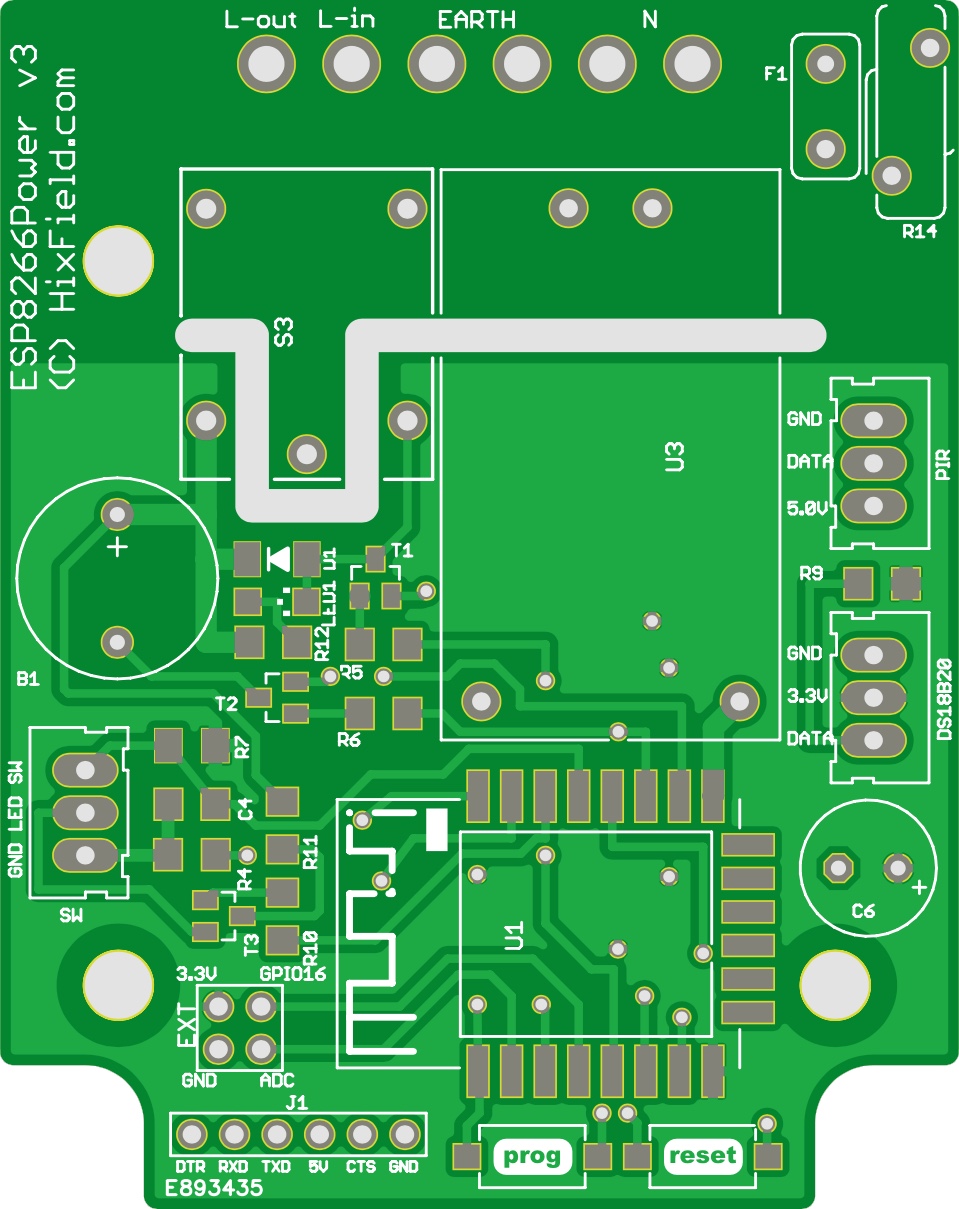 L-out L-in EARTH N
F1
R14
ESP8266Power v3
(C) HixField.com
S3
U3
GND
DATA
5.0V
PIR
R9
GND
3.3V
DATA
DS18B20
D1
T1
LED1
R12
R5
B1
T2
R6
R7
C4
GND LED SW
SW
R4
R11
T3
R10
U1
C6
+
+
3.3V GPIO16
EXT
GND ADC
J1
DTR RXD TXD 5V CTS GND
E893435
prog
reset